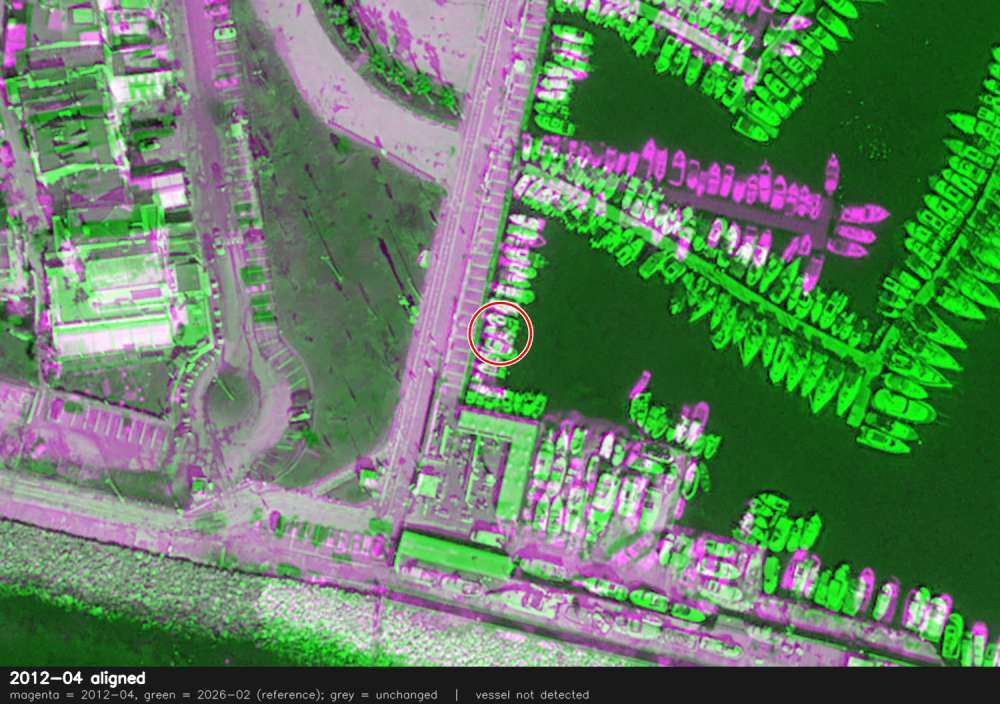 2012-04 aligned
magenta = 2012-04, green = 2026-02 (reference); grey = unchanged | vessel not detected